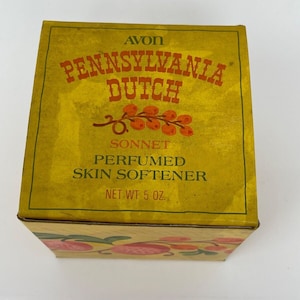 AVON
PENNSYLVANIA
DUTCH
SONNET
PERFUMED
SKIN SOFTENER
NET WT 5 OZ.